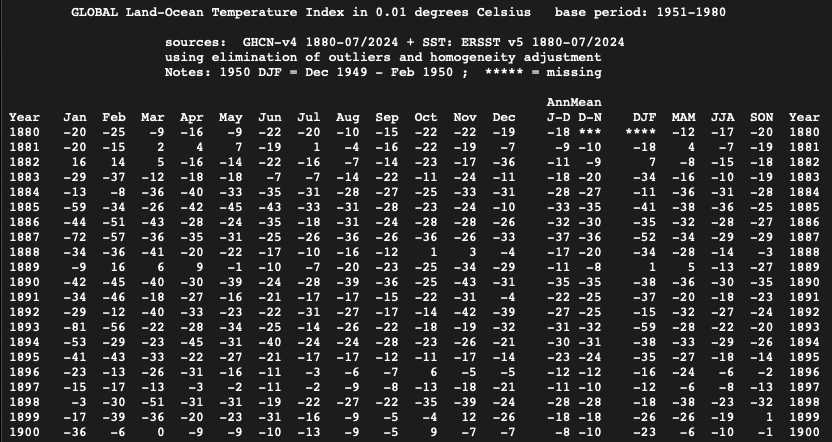 GLOBAL Land-Ocean Temperature Index in 0.01 degrees Celsius   base period: 1951-1980
sources:  GHCN-v4 1880-07/2024 + SST: ERSST v5 1880-07/2024
using elimination of outliers and homogeneity adjustment
Notes: 1950 DJF = Dec 1949 - Feb 1950 ;  ***** = missing
AnnMean
Year Jan Feb Mar Apr May Jun Jul Aug Sep Oct Nov Dec J-D D-N DJF MAM JJA SON Year
1880 -20 -25 -9 -16 -9 -22 -20 -10 -15 -22 -22 -19 -18 *** **** -12 -17 -20 1880
1881 -20 -15 2 4 7 -19 1 -4 -16 -22 -19 -7 -9 -10 -18 4 -7 -19 1881
1882 16 14 5 -16 -14 -22 -16 -7 -14 -23 -17 -36 -11 -9 7 -8 -15 -18 1882
1883 -29 -37 -12 -18 -18 -7 -7 -14 -22 -11 -24 -11 -18 -20 -34 -16 -10 -19 1883
1884 -13 -8 -36 -40 -33 -35 -31 -28 -27 -25 -33 -31 -28 -27 -11 -36 -31 -28 1884
1885 -59 -34 -26 -42 -45 -43 -33 -31 -28 -23 -24 -10 -33 -35 -41 -38 -36 -25 1885
1886 -44 -51 -43 -28 -24 -35 -18 -31 -24 -28 -28 -26 -32 -30 -35 -32 -28 -27 1886
1887 -72 -57 -36 -35 -31 -25 -26 -36 -26 -36 -26 -33 -37 -36 -52 -34 -29 -29 1887
1888 -34 -36 -41 -20 -22 -17 -10 -16 -12 1 3 -4 -17 -20 -34 -28 -14 -3 1888
1889 -9 16 6 9 -1 -10 -7 -20 -23 -25 -34 -29 -11 -8 1 5 -13 -27 1889
1890 -42 -45 -40 -30 -39 -24 -28 -39 -36 -25 -43 -31 -35 -35 -38 -36 -30 -35 1890
1891 -34 -46 -18 -27 -16 -21 -17 -17 -15 -22 -31 -4 -22 -25 -37 -20 -18 -23 1891
1892 -29 -12 -40 -33 -23 -22 -31 -27 -17 -14 -42 -39 -27 -25 -15 -32 -27 -24 1892
1893 -81 -56 -22 -28 -34 -25 -14 -26 -22 -18 -19 -32 -31 -32 -59 -28 -22 -20 1893
1894 -53 -29 -23 -45 -31 -40 -24 -24 -28 -23 -26 -21 -30 -31 -38 -33 -29 -26 1894
1895 -41 -43 -33 -22 -27 -21 -17 -17 -12 -11 -17 -14 -23 -24 -35 -27 -18 -14 1895
1896 -23 -13 -26 -31 -16 -11 -3 -6 -7 6 -5 -5 -12 -12 -16 -24 -6 -2 1896
1897 -15 -17 -13 -3 -2 -11 -2 -9 -8 -13 -18 -21 -11 -10 -12 -6 -8 -13 1897
1898 -3 -30 -51 -31 -31 -19 -22 -27 -22 -35 -39 -24 -28 -28 -18 -38 -23 -32 1898
1899 -17 -39 -36 -20 -23 -31 -16 -9 -5 -4 12 -26 -18 -18 -26 -26 -19 1 1899
1900 -36 -6 0 -9 -9 -10 -13 -9 -5 9 -7 -7 -8 -10 -23 -6 -10 -1 1900